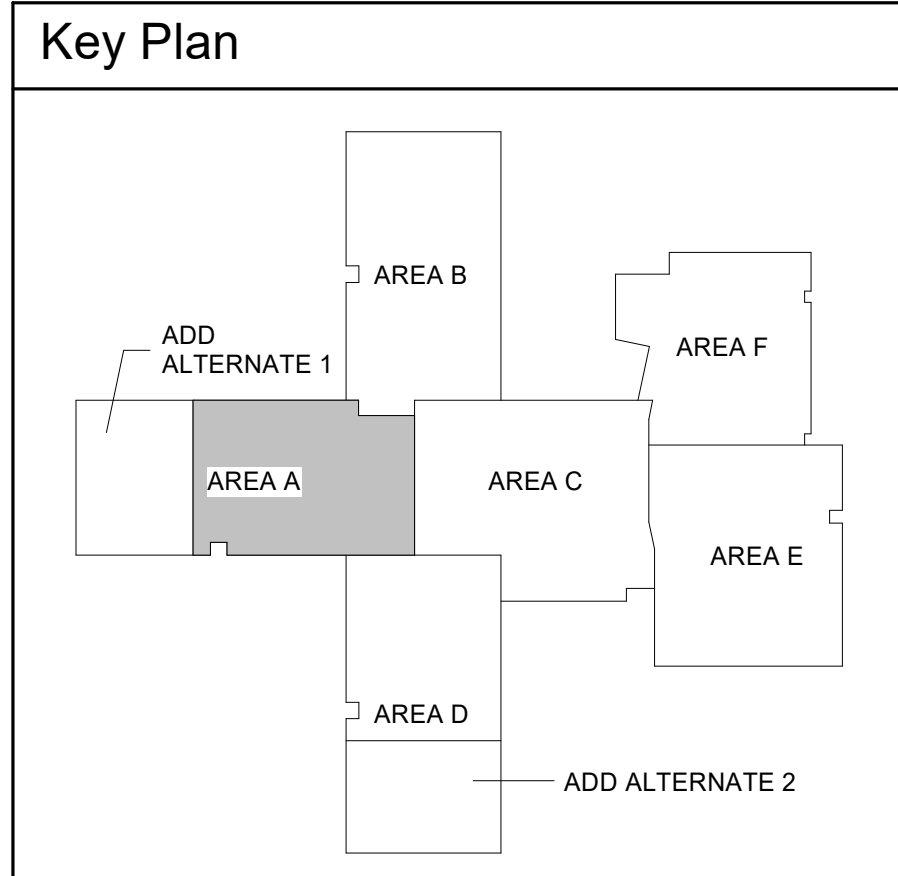 Key Plan
AREA B
ADD
ALTERNATE 1
AREA F
AREA A
AREA C
AREA E
AREA D
ADD ALTERNATE 2